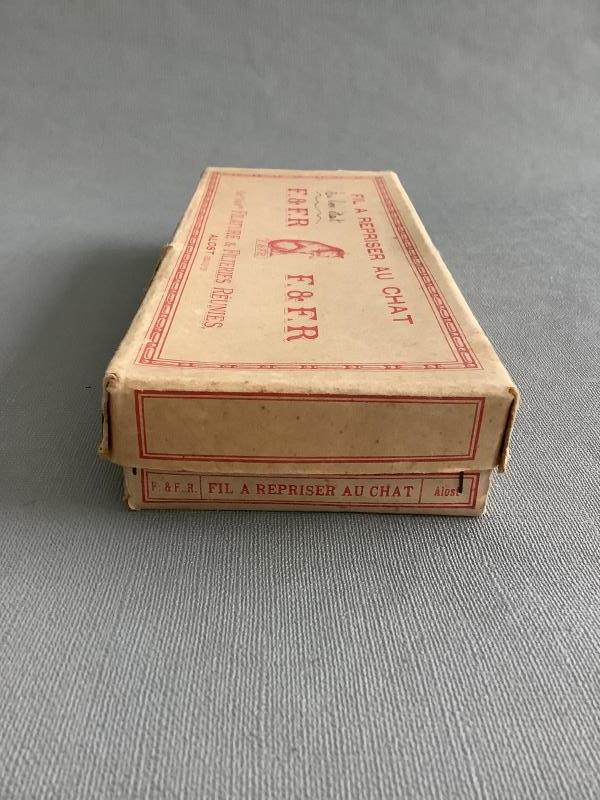 FIL A REPRISER AU CHAT
F. & F. R F. & F. R
FILATURE & FILTERIES RÉUNIES.
ALOST
F. & F. R. FIL A REPRISER AU CHAT Alost